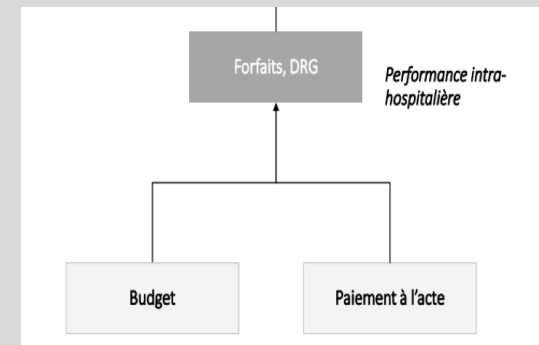 Forfaits, DRG
Performance intra-
hospitalière
Budget
Paiement à l'acte